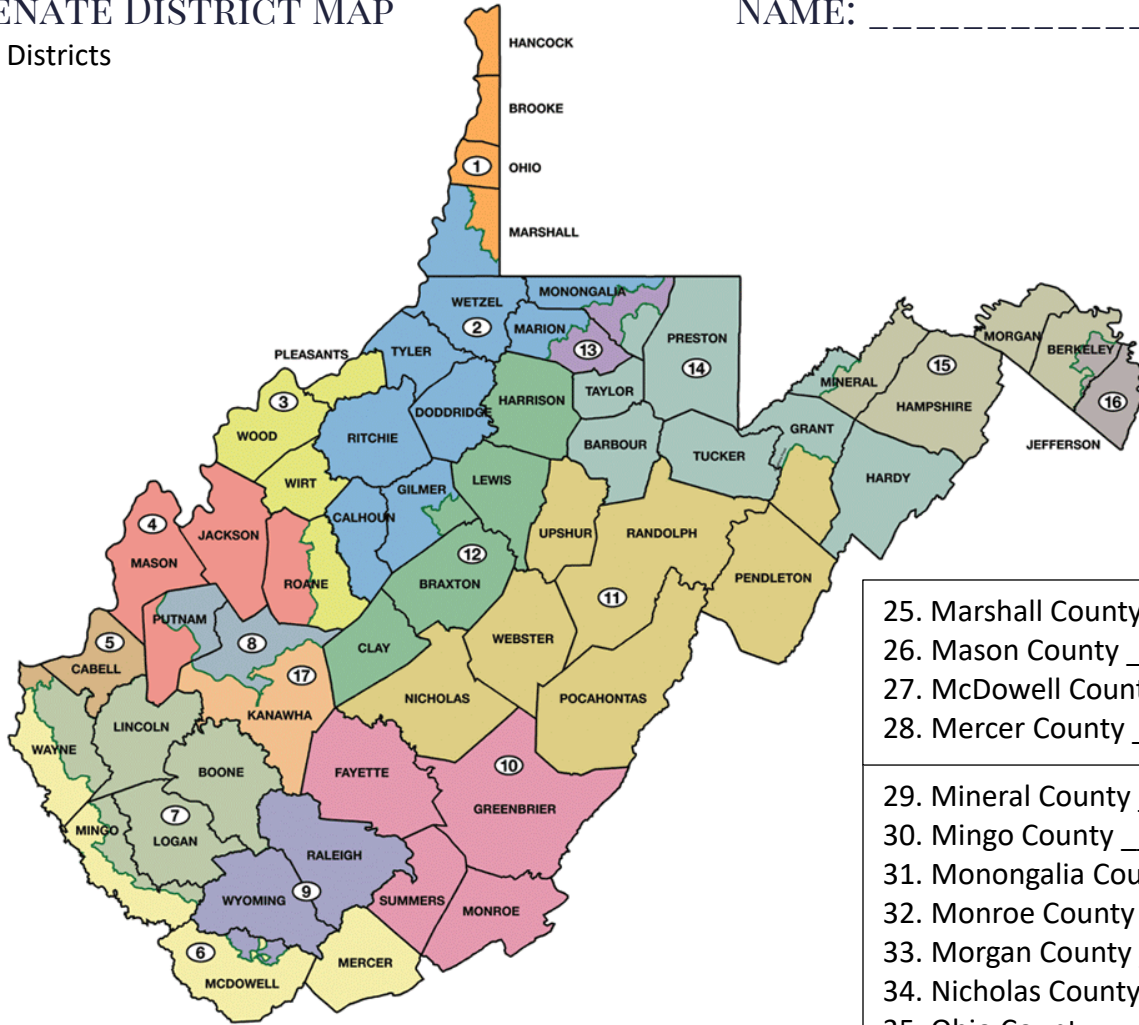 ENATE DISTRICT MAP
NAME: _ _ _ _ _ _ _ _ _ _ _ _
Districts
HANCOCK
BROOKE
1
OHIO
MARSHALL
WETZEL
MONONGALIA
2
MARION
13
PRESTON
14
PLEASANTS
TYLER
3
WOOD
DODDRIDGE
HARRISON
TAYLOR
RITCHIE
BARBOUR
TUCKER
MINERAL
GRANT
HARDY
HAMPSHIRE
15
MORGAN
BERKELEY
16
JEFFERSON
WIRT
GILMER
LEWIS
CALHOUN
UPSHUR
RANDOLPH
PENDLETON
4
MASON
JACKSON
ROANE
12
BRAXTON
11
PUTNAM
8
5
CABELL
CLAY
WEBSTER
17
KANAWHA
NICHOLAS
POCAHONTAS
WAYNE
LINCOLN
BOONE
FAYETTE
10
GREENBRIER
MINGO
7
LOGAN
RALEIGH
WYOMING
9
SUMMERS
MONROE
6
MCDOWELL
MERCER
25. Marshall County
26. Mason County _
27. McDowell Count
28. Mercer County _
29. Mineral County _
30. Mingo County __
31. Monongalia Cou
32. Monroe County
33. Morgan County
34. Nicholas County
35. Ohio County